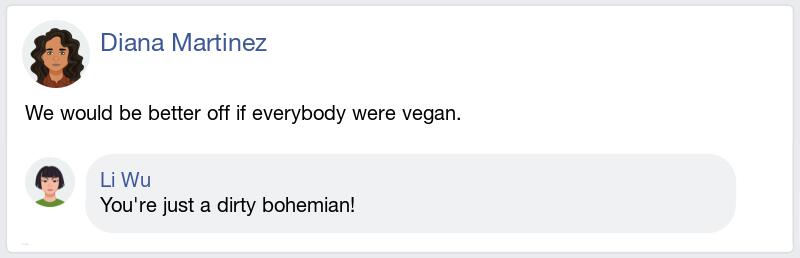 Diana Martinez
We would be better off if everybody were vegan.
Li Wu
You're just a dirty bohemian!